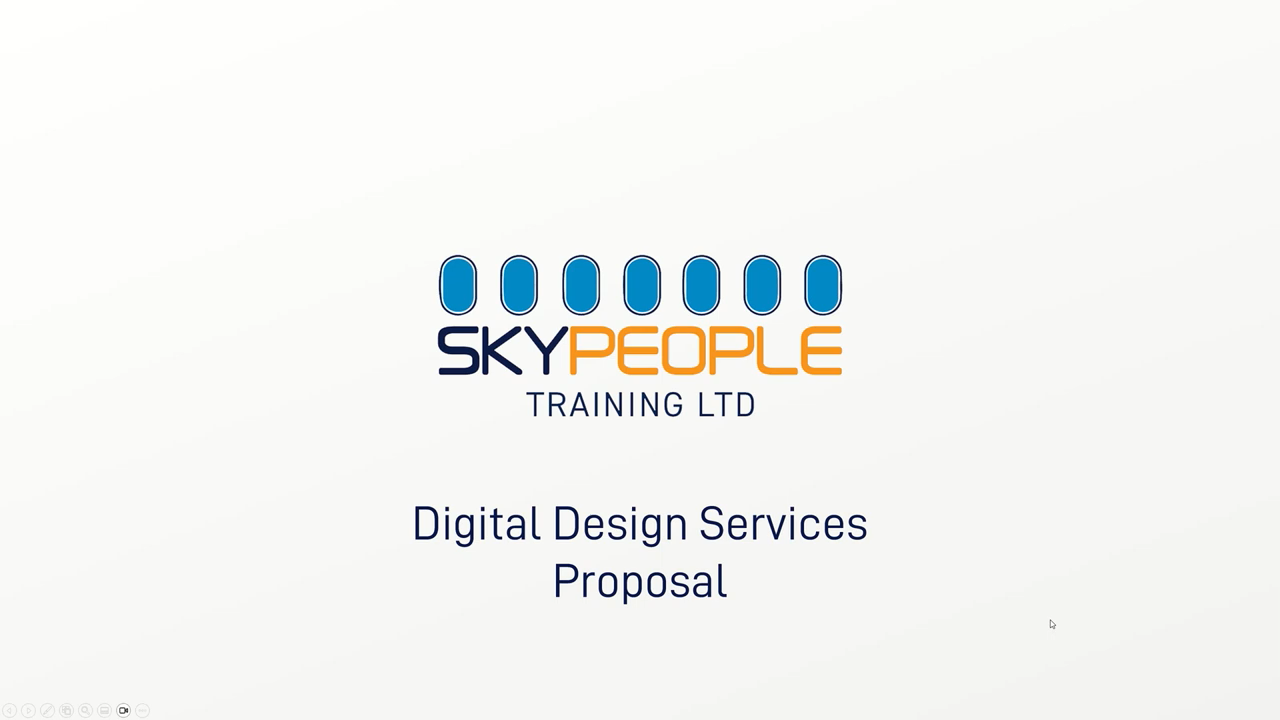 SKYPEOPLE
TRAINING LTD
Digital Design Services
Proposal